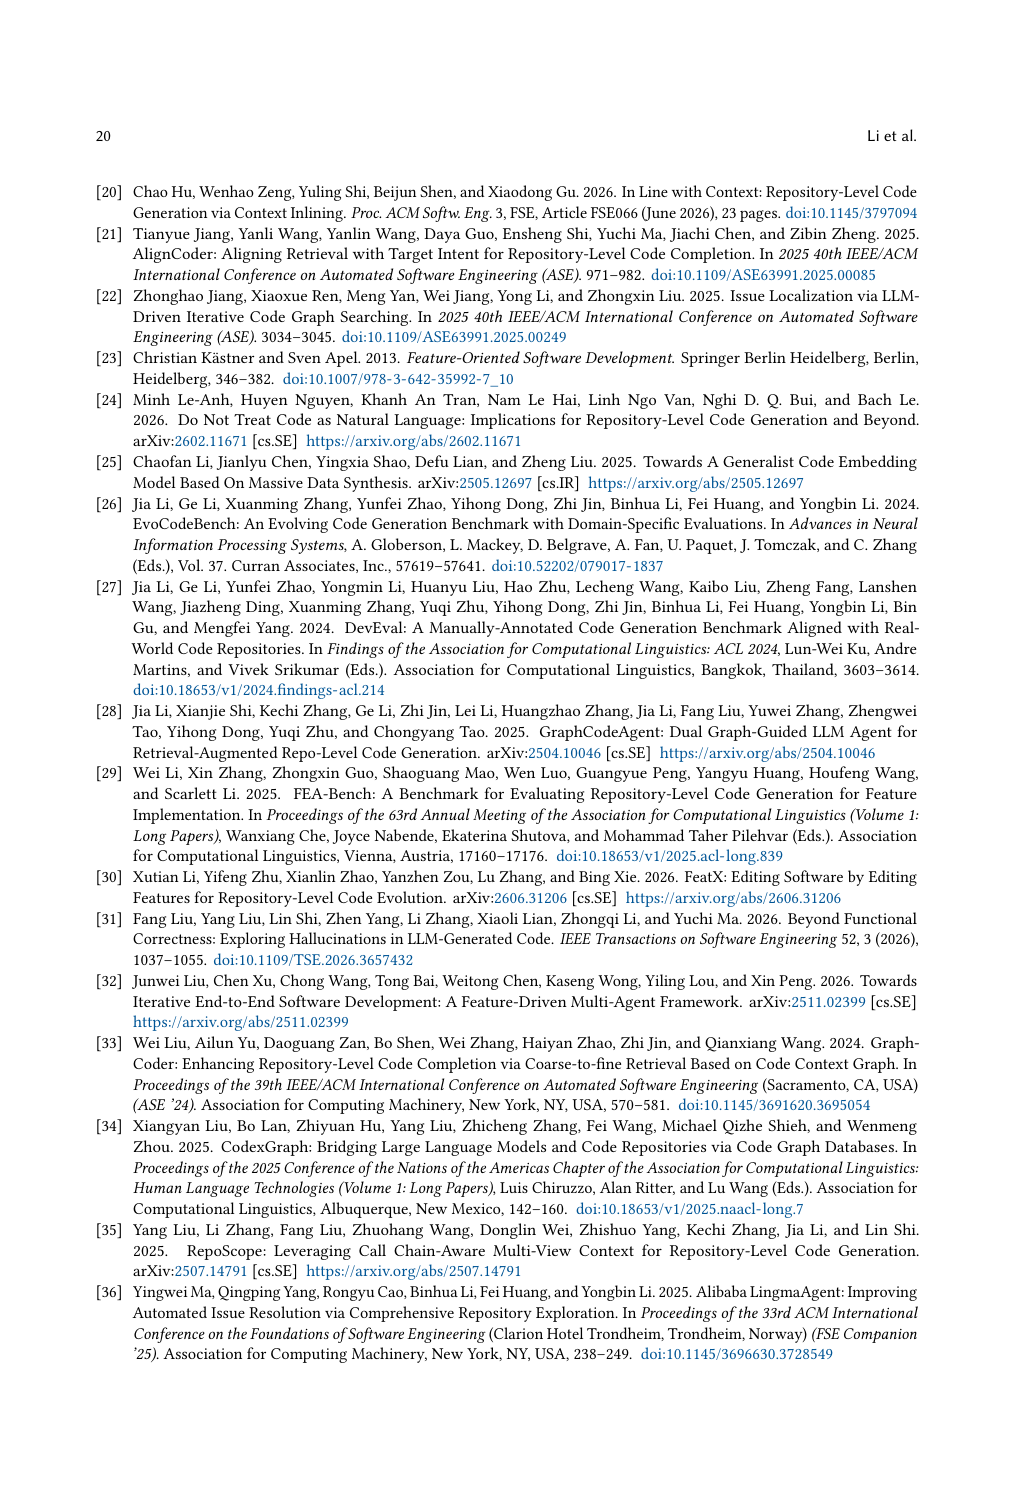 20
Li et al.
[20] Chao Hu, Wenhao Zeng, Yuling Shi, Beijun Shen, and Xiaodong Gu. 2026. In Line with Context: Repository-Level Code
Generation via Context Inlining. Proc. ACM Softw. Eng. 3, FSE, Article FSE066 (June 2026), 23 pages. doi:10.1145/3797094
[21] Tianyue Jiang, Yanli Wang, Yanlin Wang, Daya Guo, Ensheng Shi, Yuchi Ma, Jiachi Chen, and Zibin Zheng. 2025.
AlignCoder: Aligning Retrieval with Target Intent for Repository-Level Code Completion. In 2025 40th IEEE/ACM
International Conference on Automated Software Engineering (ASE). 971–982. doi:10.1109/ASE63991.2025.00085
[22] Zhonghao Jiang, Xiaoxue Ren, Meng Yan, Wei Jiang, Yong Li, and Zhongxin Liu. 2025. Issue Localization via LLM-
Driven Iterative Code Graph Searching. In 2025 40th IEEE/ACM International Conference on Automated Software
Engineering (ASE). 3034–3045. doi:10.1109/ASE63991.2025.00249
[23] Christian Kästner and Sven Apel. 2013. Feature-Oriented Software Development. Springer Berlin Heidelberg, Berlin,
Heidelberg, 346–382. doi:10.1007/978-3-642-35992-7_10
[24] Minh Le-Anh, Huyen Nguyen, Khanh An Tran, Nam Le Hai, Linh Ngo Van, Nghi D. Q. Bui, and Bach Le.
2026. Do Not Treat Code as Natural Language: Implications for Repository-Level Code Generation and Beyond.
arXiv:2602.11671 [cs.SE] https://arxiv.org/abs/2602.11671
[25] Chaofan Li, Jianlyu Chen, Yingxia Shao, Defu Lian, and Zheng Liu. 2025. Towards A Generalist Code Embedding
Model Based On Massive Data Synthesis. arXiv:2505.12697 [cs.IR] https://arxiv.org/abs/2505.12697
[26] Jia Li, Ge Li, Xuanming Zhang, Yunfei Zhao, Yihong Dong, Zhi Jin, Binhua Li, Fei Huang, and Yongbin Li. 2024.
EvoCodeBench: An Evolving Code Generation Benchmark with Domain-Specific Evaluations. In Advances in Neural
Information Processing Systems, A. Globerson, L. Mackey, D. Belgrave, A. Fan, U. Paquet, J. Tomczak, and C. Zhang
(Eds.), Vol. 37. Curran Associates, Inc., 57619–57641. doi:10.52202/079017-1837
[27] Jia Li, Ge Li, Yunfei Zhao, Yongmin Li, Huanyu Liu, Hao Zhu, Lecheng Wang, Kaibo Liu, Zheng Fang, Lanshen
Wang, Jiazheng Ding, Xuanming Zhang, Yuqi Zhu, Yihong Dong, Zhi Jin, Binhua Li, Fei Huang, Yongbin Li, Bin
Gu, and Mengfei Yang. 2024. DevEval: A Manually-Annotated Code Generation Benchmark Aligned with Real-
World Code Repositories. In Findings of the Association for Computational Linguistics: ACL 2024, Lun-Wei Ku, Andre
Martins, and Vivek Srikumar (Eds.). Association for Computational Linguistics, Bangkok, Thailand, 3603–3614.
doi:10.18653/v1/2024.findings-acl.214
[28] Jia Li, Xianjie Shi, Kechi Zhang, Ge Li, Zhi Jin, Lei Li, Huangzhao Zhang, Jia Li, Fang Liu, Yuwei Zhang, Zhengwei
Tao, Yihong Dong, Yuqi Zhu, and Chongyang Tao. 2025. GraphCodeAgent: Dual Graph-Guided LLM Agent for
Retrieval-Augmented Repo-Level Code Generation. arXiv:2504.10046 [cs.SE] https://arxiv.org/abs/2504.10046
[29] Wei Li, Xin Zhang, Zhongxin Guo, Shaoguang Mao, Wen Luo, Guangyue Peng, Yangyu Huang, Houfeng Wang,
and Scarlett Li. 2025. FEA-Bench: A Benchmark for Evaluating Repository-Level Code Generation for Feature
Implementation. In Proceedings of the 63rd Annual Meeting of the Association for Computational Linguistics (Volume 1:
Long Papers), Wanxiang Che, Joyce Nabende, Ekaterina Shutova, and Mohammad Taher Pilehvar (Eds.). Association
for Computational Linguistics, Vienna, Austria, 17160–17176. doi:10.18653/v1/2025.acl-long.839
[30] Xutian Li, Yifeng Zhu, Xianlin Zhao, Yanzhen Zou, Lu Zhang, and Bing Xie. 2026. FeatX: Editing Software by Editing
Features for Repository-Level Code Evolution. arXiv:2606.31206 [cs.SE] https://arxiv.org/abs/2606.31206
[31] Fang Liu, Yang Liu, Lin Shi, Zhen Yang, Li Zhang, Xiaoli Lian, Zhongqi Li, and Yuchi Ma. 2026. Beyond Functional
Correctness: Exploring Hallucinations in LLM-Generated Code. IEEE Transactions on Software Engineering 52, 3 (2026),
1037–1055. doi:10.1109/TSE.2026.3657432
[32] Junwei Liu, Chen Xu, Chong Wang, Tong Bai, Weitong Chen, Kaseng Wong, Yiling Lou, and Xin Peng. 2026. Towards
Iterative End-to-End Software Development: A Feature-Driven Multi-Agent Framework. arXiv:2511.02399 [cs.SE]
https://arxiv.org/abs/2511.02399
[33] Wei Liu, Ailun Yu, Daoguang Zan, Bo Shen, Wei Zhang, Haiyan Zhao, Zhi Jin, and Qianxiang Wang. 2024. Graph-
Coder: Enhancing Repository-Level Code Completion via Coarse-to-fine Retrieval Based on Code Context Graph. In
Proceedings of the 39th IEEE/ACM International Conference on Automated Software Engineering (Sacramento, CA, USA)
(ASE ’24). Association for Computing Machinery, New York, NY, USA, 570–581. doi:10.1145/3691620.3695054
[34] Xiangyan Liu, Bo Lan, Zhiyuan Hu, Yang Liu, Zhicheng Zhang, Fei Wang, Michael Qizhe Shieh, and Wenmeng
Zhou. 2025. CodexGraph: Bridging Large Language Models and Code Repositories via Code Graph Databases. In
Proceedings of the 2025 Conference of the Nations of the Americas Chapter of the Association for Computational Linguistics:
Human Language Technologies (Volume 1: Long Papers), Luis Chiruzzo, Alan Ritter, and Lu Wang (Eds.). Association for
Computational Linguistics, Albuquerque, New Mexico, 142–160. doi:10.18653/v1/2025.naacl-long.7
[35] Yang Liu, Li Zhang, Fang Liu, Zhuohang Wang, Donglin Wei, Zhishuo Yang, Kechi Zhang, Jia Li, and Lin Shi.
2025. RepoScope: Leveraging Call Chain-Aware Multi-View Context for Repository-Level Code Generation.
arXiv:2507.14791 [cs.SE] https://arxiv.org/abs/2507.14791
[36] Yingwei Ma, Qingping Yang, Rongyu Cao, Binhua Li, Fei Huang, and Yongbin Li. 2025. Alibaba LingmaAgent: Improving
Automated Issue Resolution via Comprehensive Repository Exploration. In Proceedings of the 33rd ACM International
Conference on the Foundations of Software Engineering (Clarion Hotel Trondheim, Trondheim, Norway) (FSE Companion
’25). Association for Computing Machinery, New York, NY, USA, 238–249. doi:10.1145/3696630.3728549